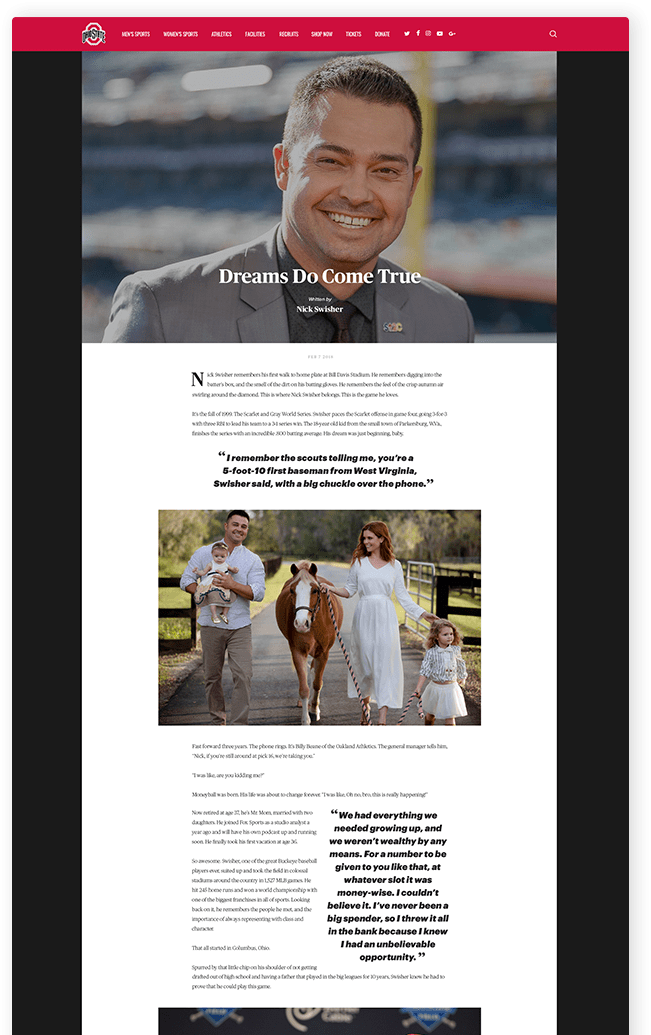 OHIO STATE
MEN'S SPORTS WOMEN'S SPORTS ATHLETICS FACILITIES RECRUITS SHOP NOW TICKETS DONATE
Dreams Do Come True
Written by
Nick Swisher
FEB 7 2018
Nick Swisher remembers his first walk to home plate at Bill Davis Stadium. He remembers digging into the
batter's box, and the smell of the dirt on his batting gloves. He remembers the feel of the crisp autumn air
swirling around the diamond. This is where Nick Swisher belongs. This is the game he loves.
It's the fall of 1999. The Scarlet and Gray World Series. Swisher paces the Scarlet offense in game four, going 3-for-3
with three RBI to lead his team to a 3-1 series win. The 18-year old kid from the small town of Parkersburg, W.Va.,
finishes the series with an incredible .800 batting average. His dream was just beginning, baby.
“I remember the scouts telling me, you’re a
5-foot-10 first baseman from West Virginia,
Swisher said, with a big chuckle over the phone.”
Fast forward three years. The phone rings. It's Billy Beane of the Oakland Athletics. The general manager tells him,
"Nick, if you're still around at pick 16, we're taking you."
"I was like, are you kidding me?"
Moneyball was born. His life was about to change forever. "I was like, Oh no, bro, this is really happening!"
Now retired at age 37, he's Mr. Mom, married with two
daughters. He joined Fox Sports as a studio analyst a
year ago and will have his own podcast up and running
soon. He finally took his first vacation at age 36.
So awesome. Swisher, one of the great Buckeye baseball
players ever, suited up and took the field in colossal
stadiums around the country in 1,527 MLB games. He
hit 245 home runs and won a world championship with
one of the biggest franchises in all of sports. Looking
back on it, he remembers the people he met, and the
importance of always representing with class and
character.
That all started in Columbus, Ohio.
Spurred by that little chip on his shoulder of not getting
drafted out of high school and having a father that played in the big leagues for 10 years, Swisher knew he had to
prove that he could play this game.
“We had everything we
needed growing up, and
we weren’t wealthy by any
means. For a number to be
given to you like that, at
whatever slot it was
money-wise. I couldn’t
believe it. I’ve never been a
big spender, so I threw it all
in the bank because I knew
I had an unbelievable
opportunity.”